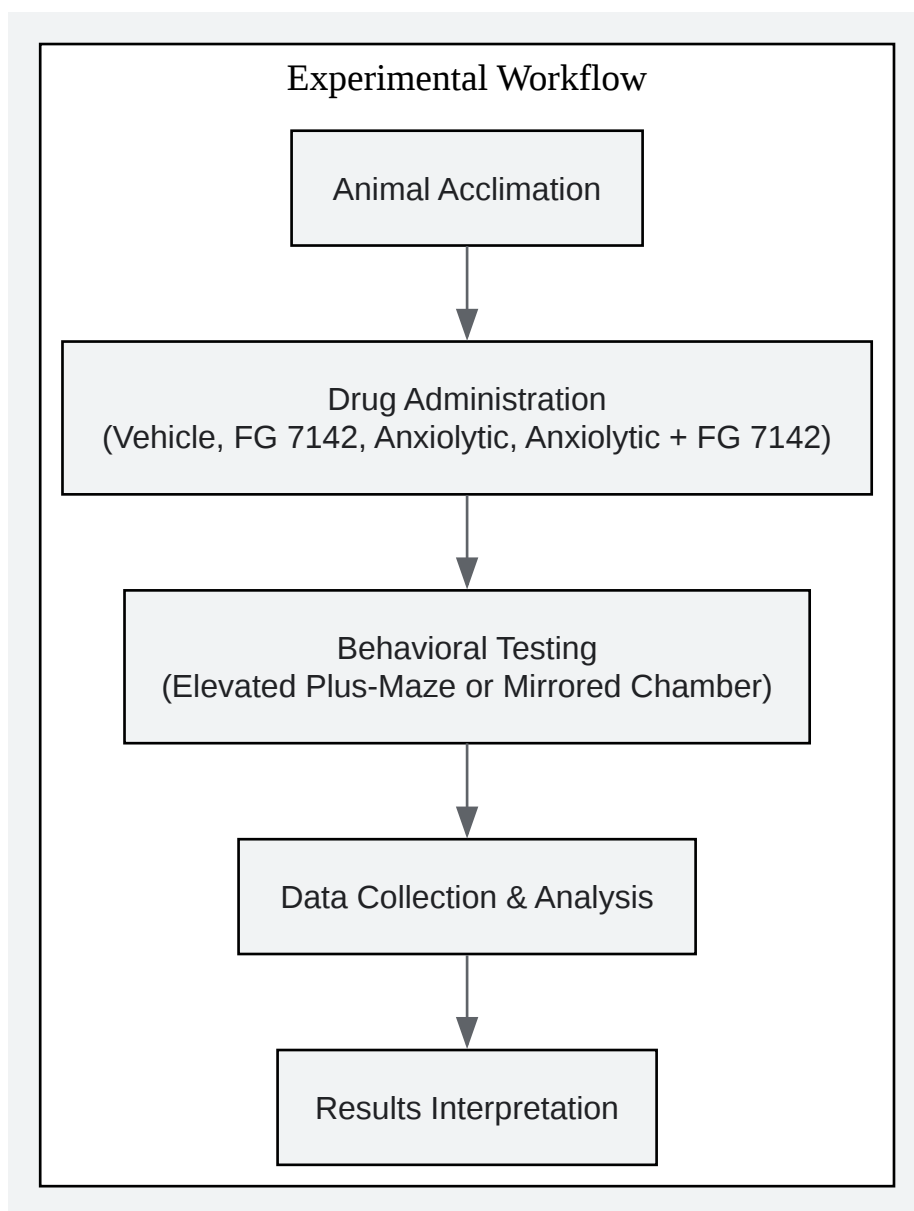 Experimental Workflow
Animal Acclimation
Drug Administration
(Vehicle, FG 7142, Anxiolytic, Anxiolytic + FG 7142)
Behavioral Testing
(Elevated Plus-Maze or Mirrored Chamber)
Data Collection & Analysis
Results Interpretation